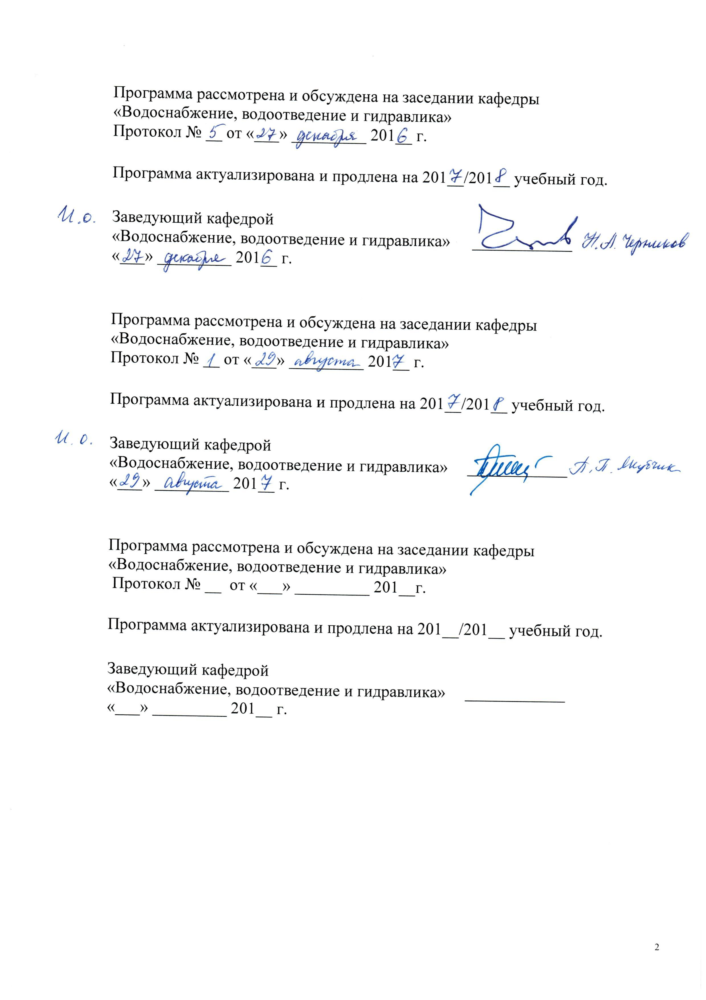 Программа рассмотрена и обсуждена на заседании кафедры
«Водоснабжение, водоотведение и гидравлика»
Протокол № 5 от «27» декабря 2016 г.
Программа актуализирована и продлена на 2017/2018 учебный год.
И.о. Заведующий кафедрой
«Водоснабжение, водоотведение и гидравлика» Н.А. Черников
«27» декабря 2016 г.
Программа рассмотрена и обсуждена на заседании кафедры
«Водоснабжение, водоотведение и гидравлика»
Протокол № 1 от «29» августа 2017 г.
Программа актуализирована и продлена на 2017/2018 учебный год.
И.о. Заведующий кафедрой
«Водоснабжение, водоотведение и гидравлика» А.П. Якубчик
«29» августа 2017 г.
Программа рассмотрена и обсуждена на заседании кафедры
«Водоснабжение, водоотведение и гидравлика»
Протокол № __ от «___» _________ 201__г.
Программа актуализирована и продлена на 201__/201__ учебный год.
Заведующий кафедрой
«Водоснабжение, водоотведение и гидравлика» ____________
«___» _________ 201__ г.
2